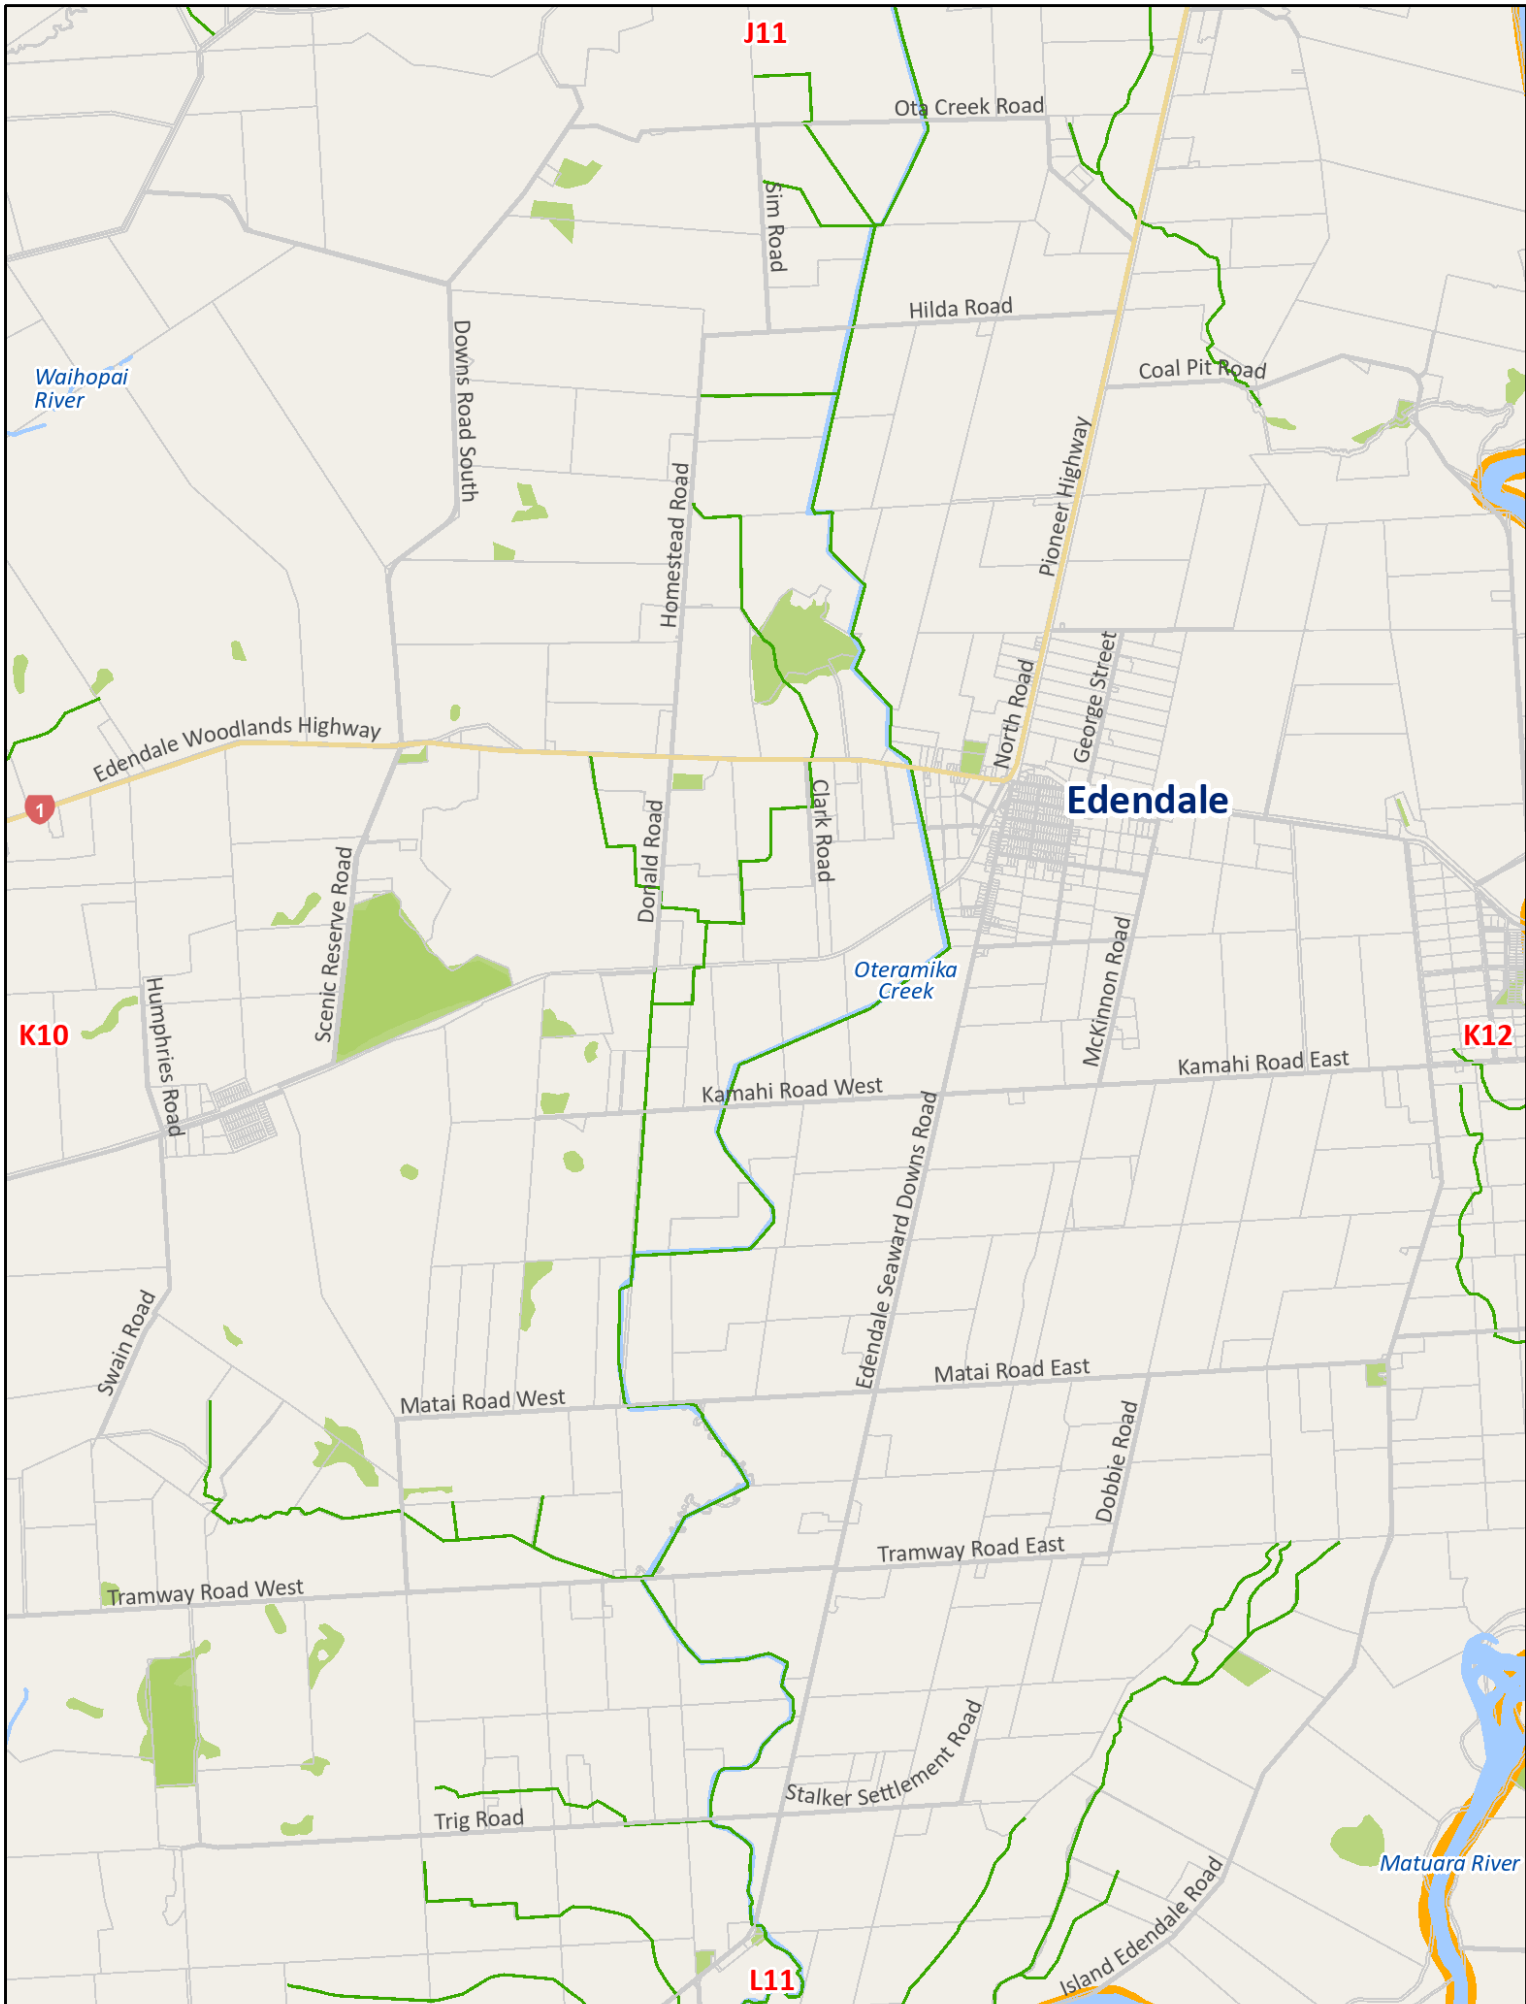 J11
Ota Creek Road
Sim Road
Hilda Road
Coal Pit Road
Waihopai
River
Downs Road South
Pioneer Highway
Homestead Road
North Road
George Street
Edendale Woodlands Highway
1
Edendale
Clark Road
Donald Road
Scenic Reserve Road
McKinnon Road
Oteramika
Creek
Humphries Road
K10
K12
Kamahi Road East
Kamahi Road West
Edendale Seaward Downs Road
Swain Road
Matai Road East
Matai Road West
Dobbie Road
Tramway Road East
Tramway Road West
Stalker Settlement Road
Trig Road
Matuara River
Island Edendale Road
L11